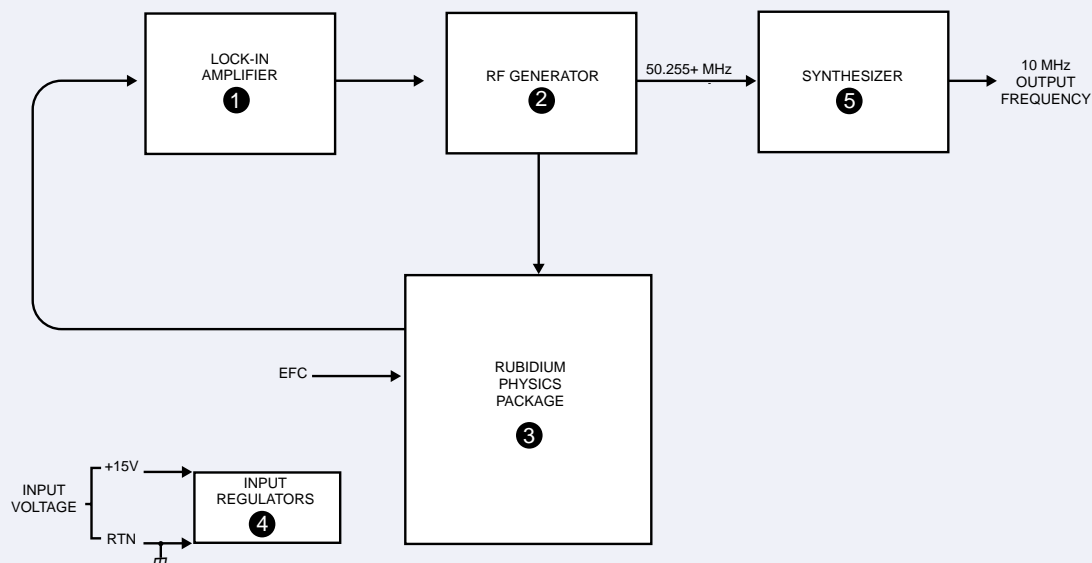 LOCK-IN
AMPLIFIER
1
RF GENERATOR
2
50.255+ MHz
SYNTHESIZER
5
10 MHz
OUTPUT
FREQUENCY
EFC
RUBIDIUM
PHYSICS
PACKAGE
3
INPUT
VOLTAGE
+15V
RTN
INPUT
REGULATORS
4